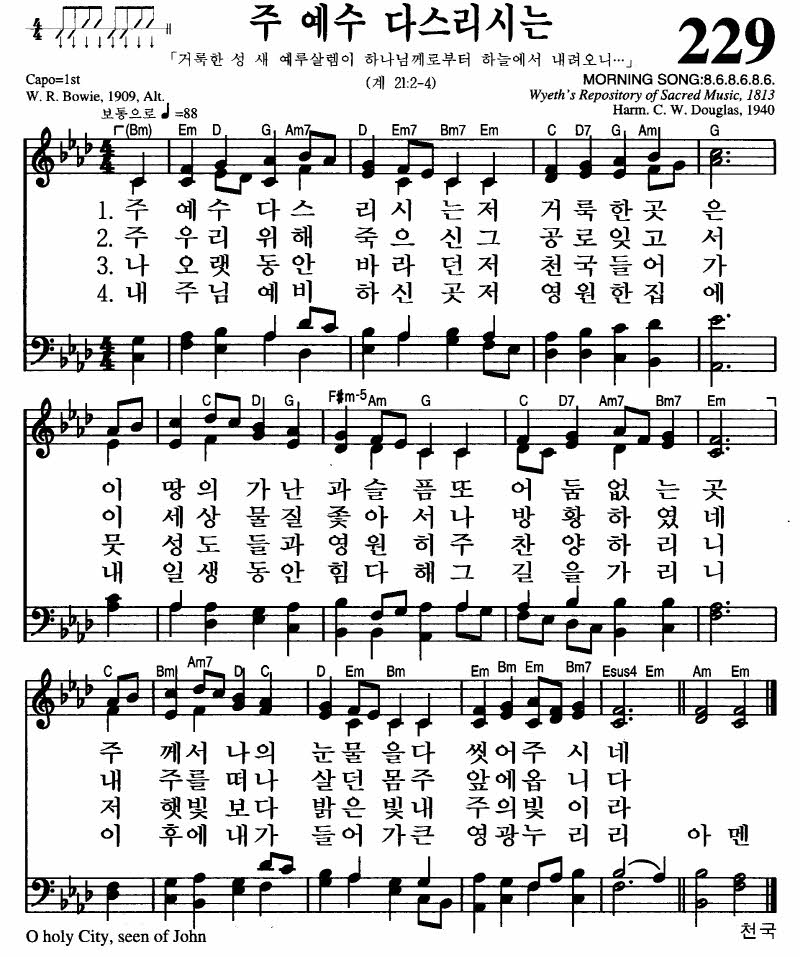 주 예수 다스리시는
229
「거룩한 성 새 예루살렘이 하나님께로부터 하늘에서 내려오니…」
(계 21:2-4)
Capo=1st
MORNING SONG:8.6.8.6.8.6.
W. R. Bowie, 1909, Alt.
Wyeth's Repository of Sacred Music, 1813
Harm. C. W. Douglas, 1940
보통으로 ♩=88
4/4
(Bm) Em D G Am7 D Em7 Bm7 Em C D7 G Am G
1. 주 예수 다스 리시 는저 거룩한곳 은
2. 주 우리 위해 죽으 신그 공로잊고 서
3. 나 오랫 동안 바라 던저 천국들어 가
4. 내 주님 예비 하신 곳저 영원한집 에
C D G F#m-5 Am G C D7 Am7 Bm7 Em
이 땅의 가난 과슬 픔또 어둠없는 곳
이 세상 물질 좇아 서나 방황하였 네
뭇 성도 들과 영원 히주 찬양하리 니
내 일생 동안 힘다 해그 길을가리 니
C Bm Am7 D C D Em Bm Em Bm Em Bm7 Esus4 Em Am Em
주 께서 나의 눈물 을다 씻어주 시네
내 주를 떠나 살던 몸주 앞에옵 니다
저 햇빛 보다 밝은 빛내 주의빛 이라
이 후에 내가 들어 가큰 영광누 리리 아멘
O holy City, seen of John
천국